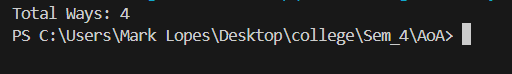 Total Ways: 4
PS C:\Users\Mark Lopes\Desktop\college\Sem_4\AoA>